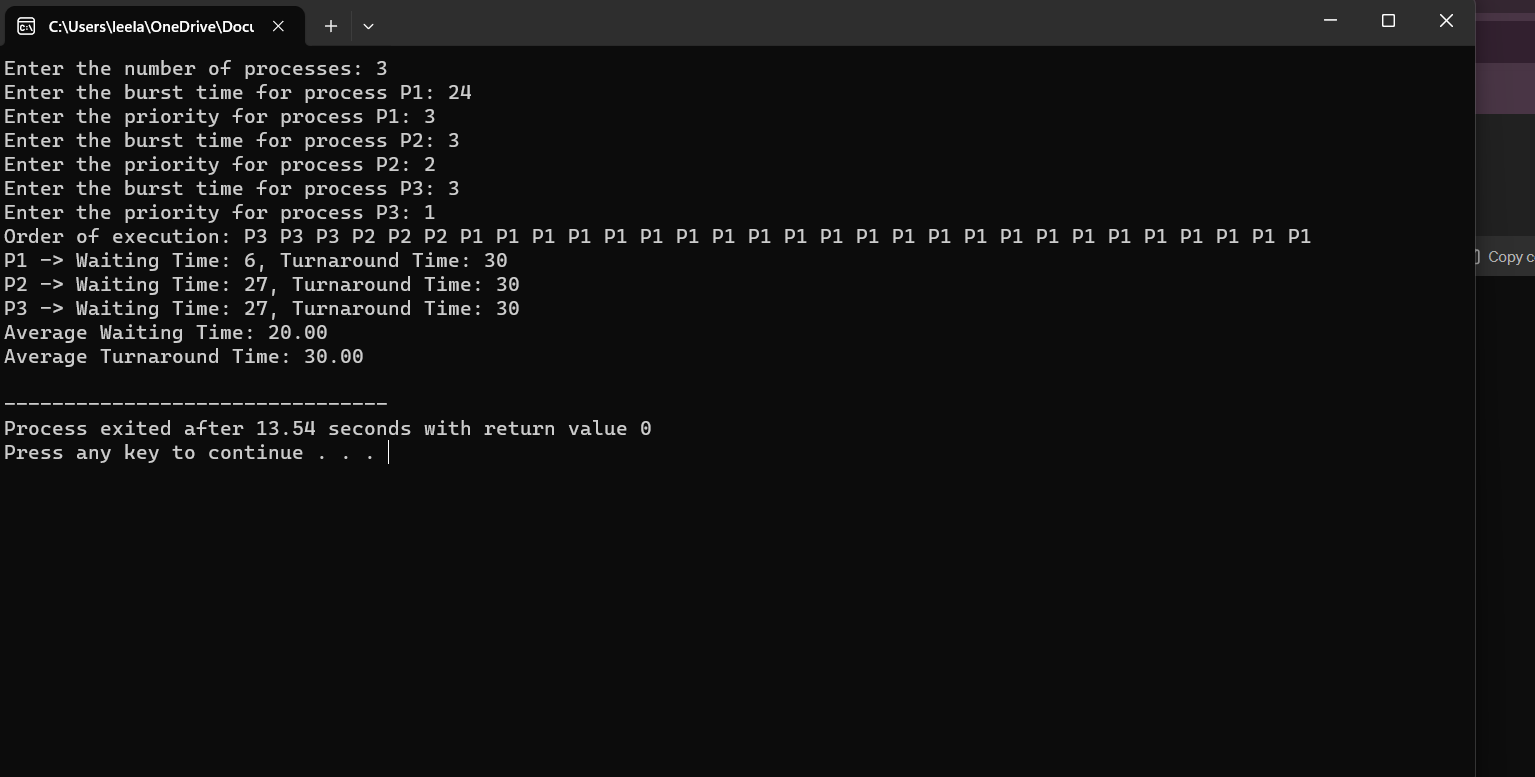 C:\Users\leela\OneDrive\Docu
Enter the number of processes: 3
Enter the burst time for process P1: 24
Enter the priority for process P1: 3
Enter the burst time for process P2: 3
Enter the priority for process P2: 2
Enter the burst time for process P3: 3
Enter the priority for process P3: 1
Order of execution: P3 P3 P3 P2 P2 P2 P1 P1 P1 P1 P1 P1 P1 P1 P1 P1 P1 P1 P1 P1 P1 P1 P1 P1 P1 P1 P1 P1 P1 P1
P1 -> Waiting Time: 6, Turnaround Time: 30
P2 -> Waiting Time: 27, Turnaround Time: 30
P3 -> Waiting Time: 27, Turnaround Time: 30
Average Waiting Time: 20.00
Average Turnaround Time: 30.00
--------------------------------
Process exited after 13.54 seconds with return value 0
Press any key to continue . . .
Copy c